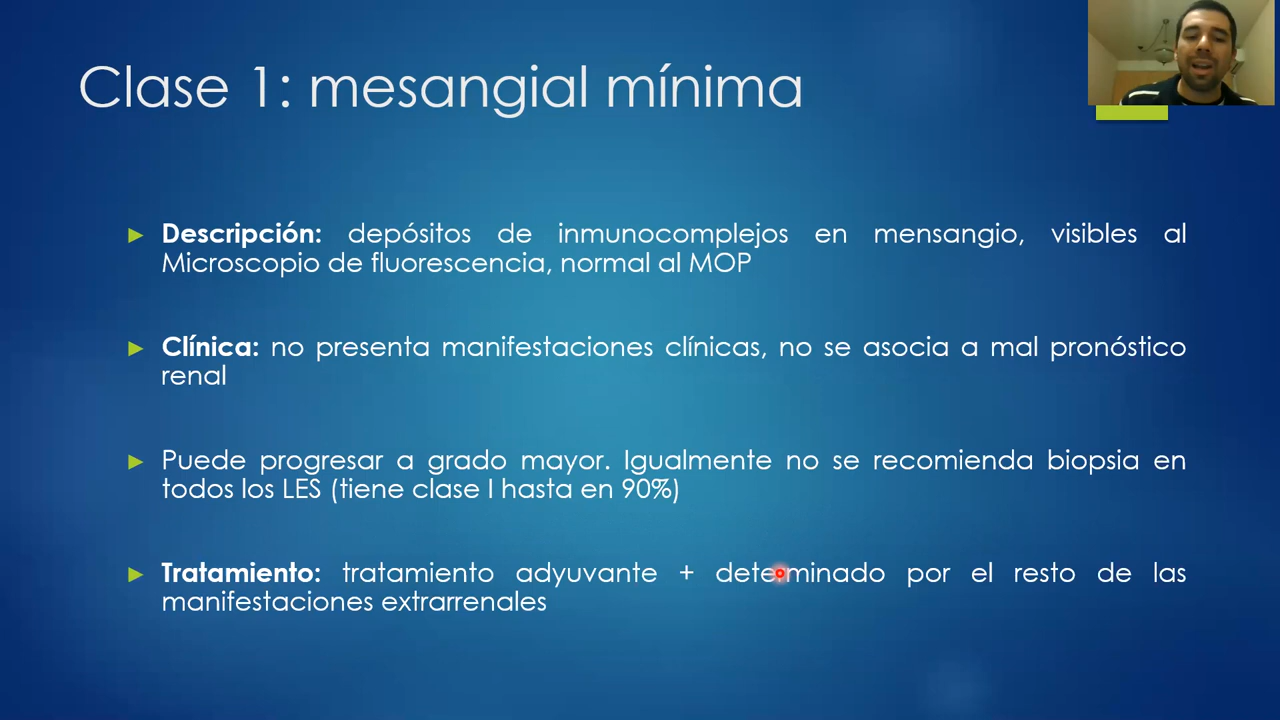 Clase 1: mesangial mínima
Descripción: depósitos de inmunocomplejos en mensangio, visibles al
Microscopio de fluorescencia, normal al MOP
Clínica: no presenta manifestaciones clínicas, no se asocia a mal pronóstico
renal
Puede progresar a grado mayor. Igualmente no se recomienda biopsia en
todos los LES (tiene clase I hasta en 90%)
Tratamiento: tratamiento adyuvante + determinado por el resto de las
manifestaciones extrarrenales